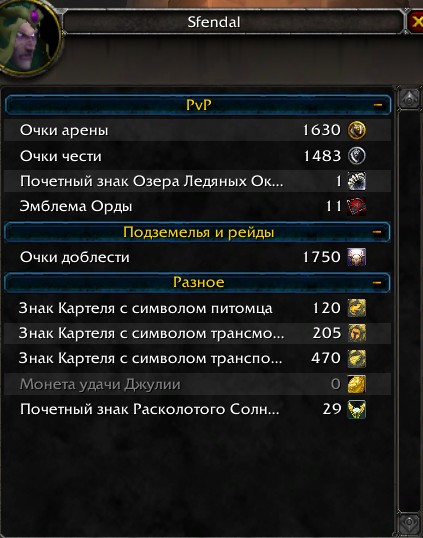 Sfendal
PvP
Очки арены 1630
Очки чести 1483
Почетный знак Озера Ледяных Ок... 1
Эмблема Орды 11
Подземелья и рейды
Очки доблести 1750
Разное
Знак Картеля с символом питомца 120
Знак Картеля с символом трансмо... 205
Знак Картеля с символом транспо... 470
Монета удачи Джулии 0
Почетный знак Расколотого Солн... 29